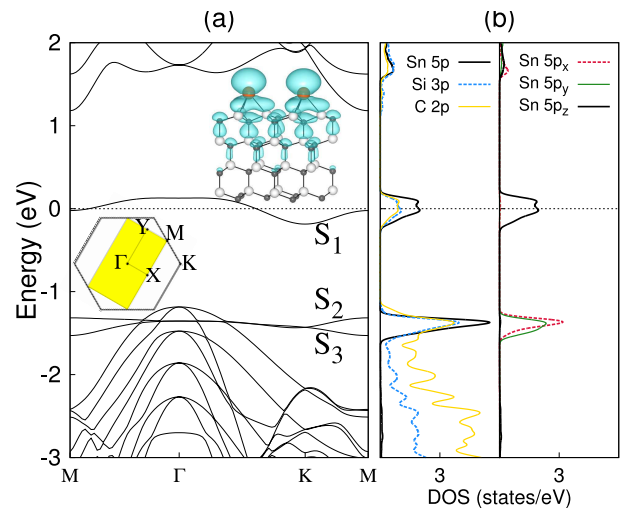 (a)
(b)
Energy (eV)
2
1
0
-1
-2
-3
S1
S2
S3
Y
M
Γ
K
X
M
Γ
K
M
Sn 5p
Si 3p
C 2p
Sn 5px
Sn 5py
Sn 5pz
3
3
DOS (states/eV)